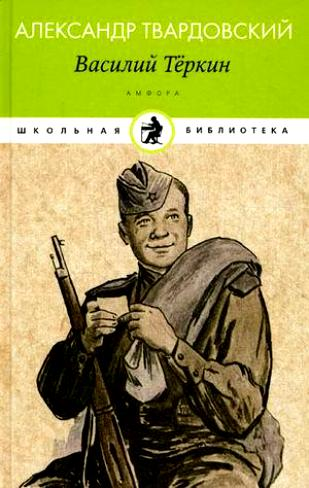 АЛЕКСАНДР ТВАРДОВСКИЙ
Василий Тёркин
АМФОРА
ШКОЛЬНАЯ БИБЛИОТЕКА